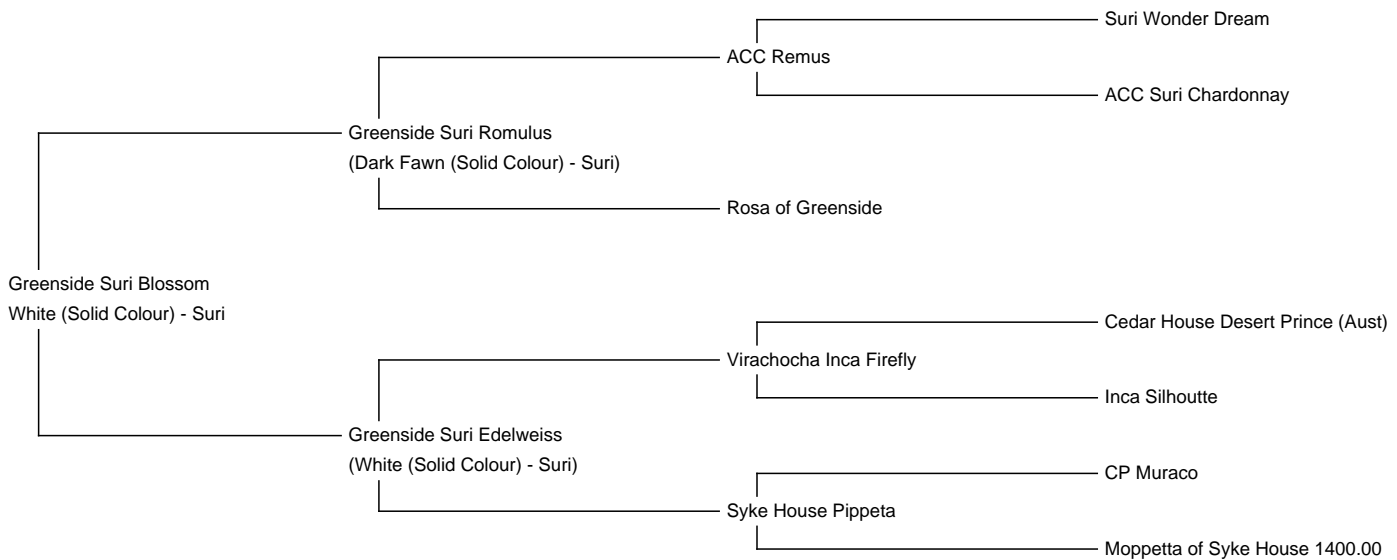 Suri Wonder Dream
ACC Remus
ACC Suri Chardonnay
Greenside Suri Romulus
(Dark Fawn (Solid Colour) - Suri)
Rosa of Greenside
Greenside Suri Blossom
White (Solid Colour) - Suri
Cedar House Desert Prince (Aust)
Virachocha Inca Firefly
Inca Silhoutte
Greenside Suri Edelweiss
(White (Solid Colour) - Suri)
CP Muraco
Syke House Pippeta
Moppetta of Syke House 1400.00